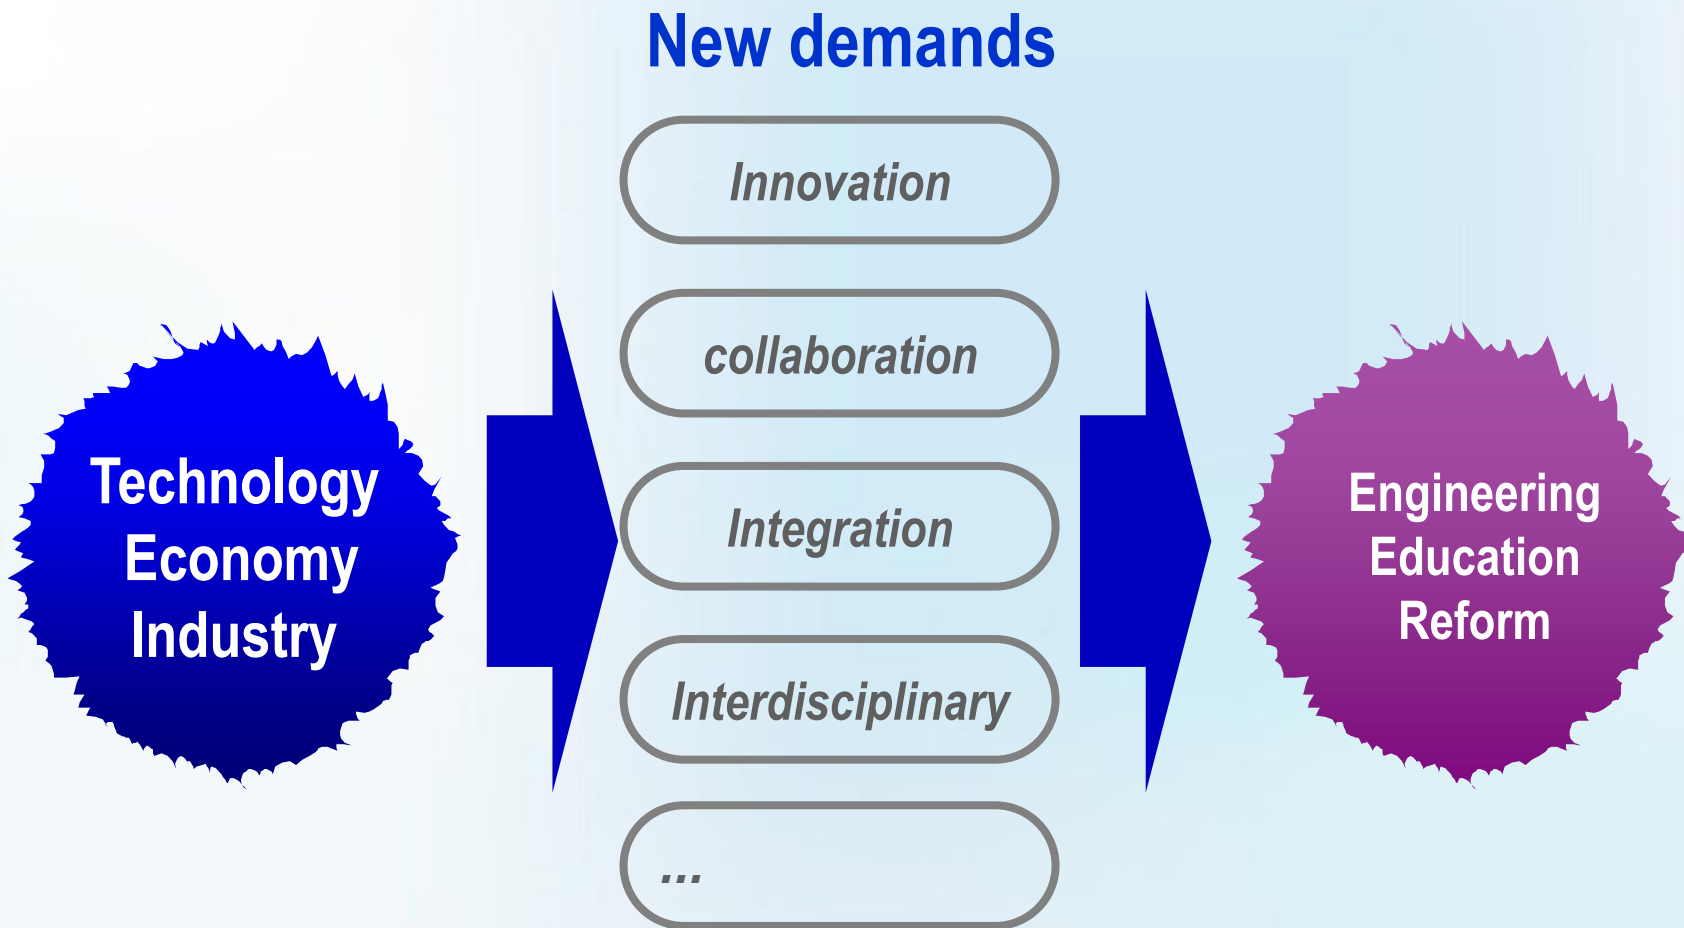 New demands
Innovation
collaboration
Integration
Interdisciplinary
...
Technology
Economy
Industry
Engineering
Education
Reform